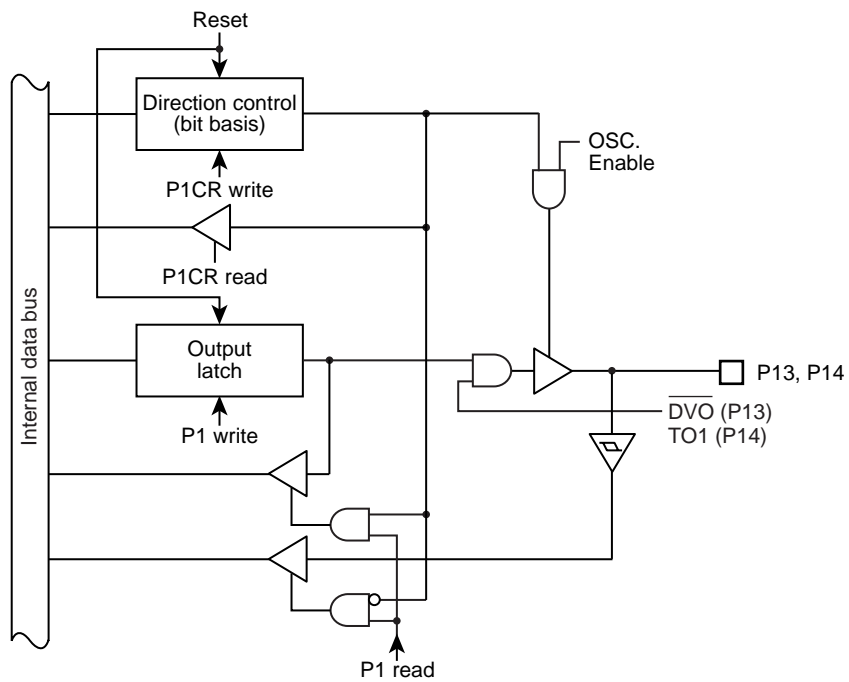 Reset
Direction control
(bit basis)
OSC.
Enable
P1CR write
P1CR read
Internal data bus
Output
latch
P13, P14
DVO (P13)
TO1 (P14)
P1 write
P1 read